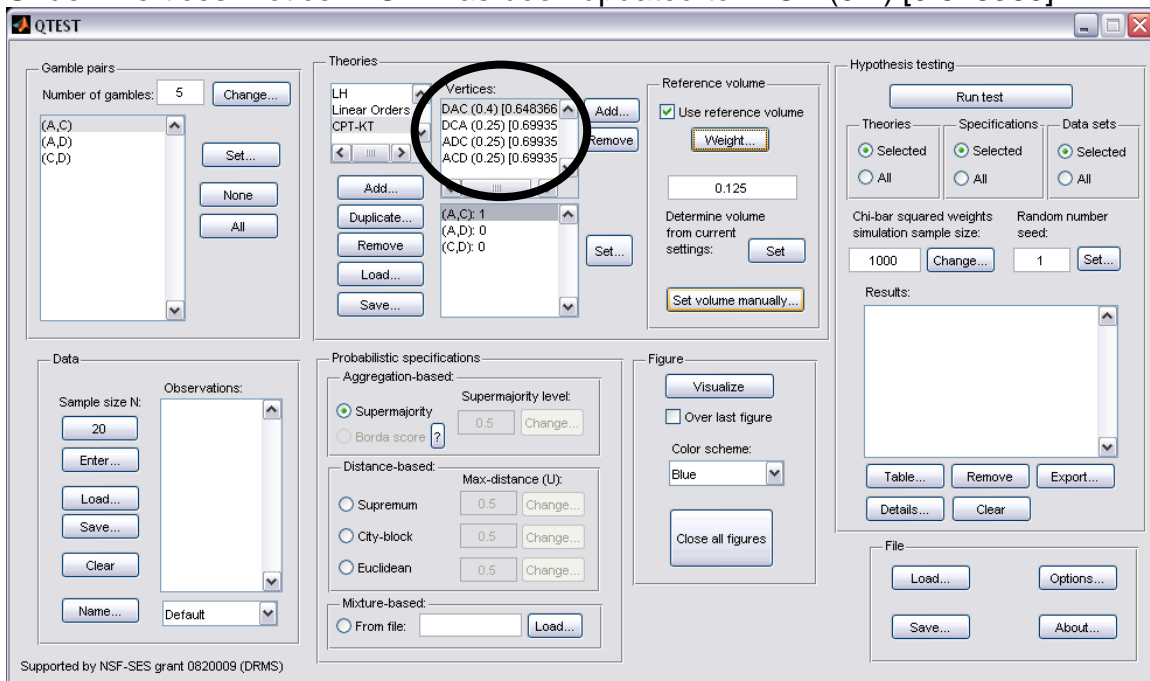 QTEST
Gamble pairs
Number of gambles: 5 Change...
(A,C)
(A,D)
(C,D)
Set...
None
All
Theories
LH
Linear Orders
CPT-KT
Add...
Duplicate...
Remove
Load...
Save...
Vertices:
DAC (0.4) [0.648366
DCA (0.25) [0.69935
ADC (0.25) [0.69935
ACD (0.25) [0.69935
Add...
Remove
(A,C): 1
(A,D): 0
(C,D): 0
Set...
Reference volume
Use reference volume
Weight...
0.125
Determine volume
from current
settings: Set
Set volume manually...
Hypothesis testing
Run test
Theories
Selected
All
Specifications
Selected
All
Data sets
Selected
All
Chi-bar squared weights
simulation sample size:
1000 Change...
Random number
seed:
1 Set...
Results:
Table... Remove Export...
Details... Clear
Data
Sample size N:
20
Enter...
Load...
Save...
Clear
Name...
Observations:
Default
Probabilistic specifications
Aggregation-based:
Supermajority level:
Supermajority 0.5 Change...
Borda score ?
Distance-based:
Max-distance (U):
Supremum 0.5 Change...
City-block 0.5 Change...
Euclidean 0.5 Change...
Mixture-based:
From file: Load...
Figure
Visualize
Over last figure
Color scheme:
Blue
Close all figures
File
Load... Options...
Save... About...
Supported by NSF-SES grant 0820009 (DRMS)